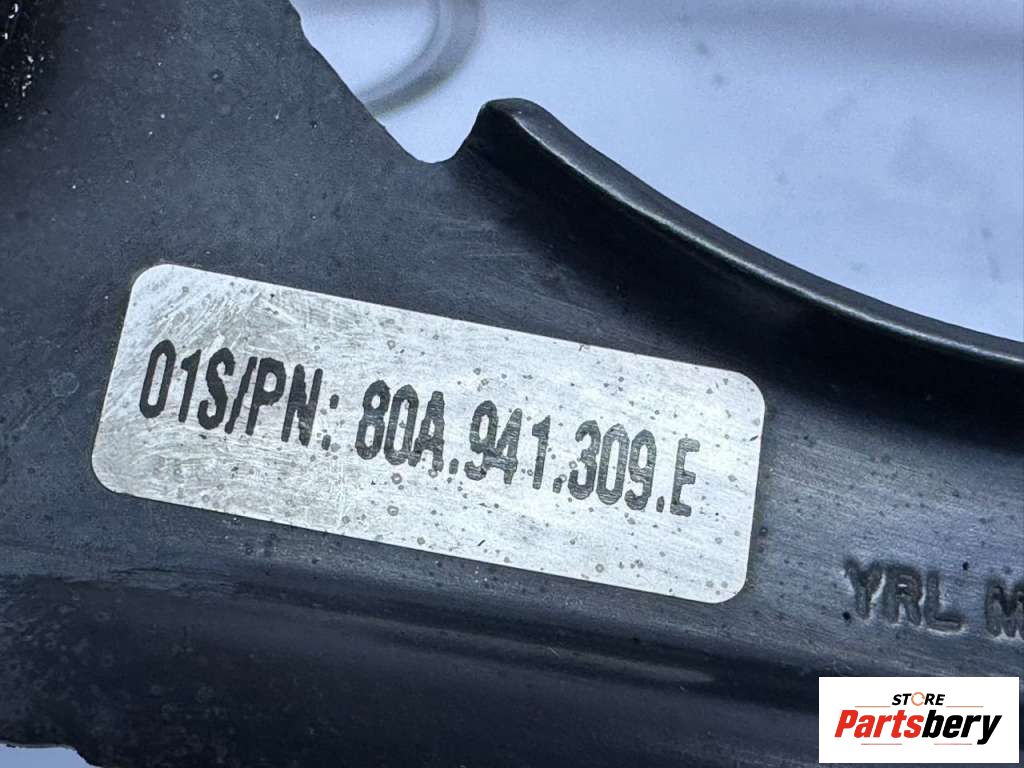 01S/PN: 80A.941.309.E
YRL M
STORE
Partsbery